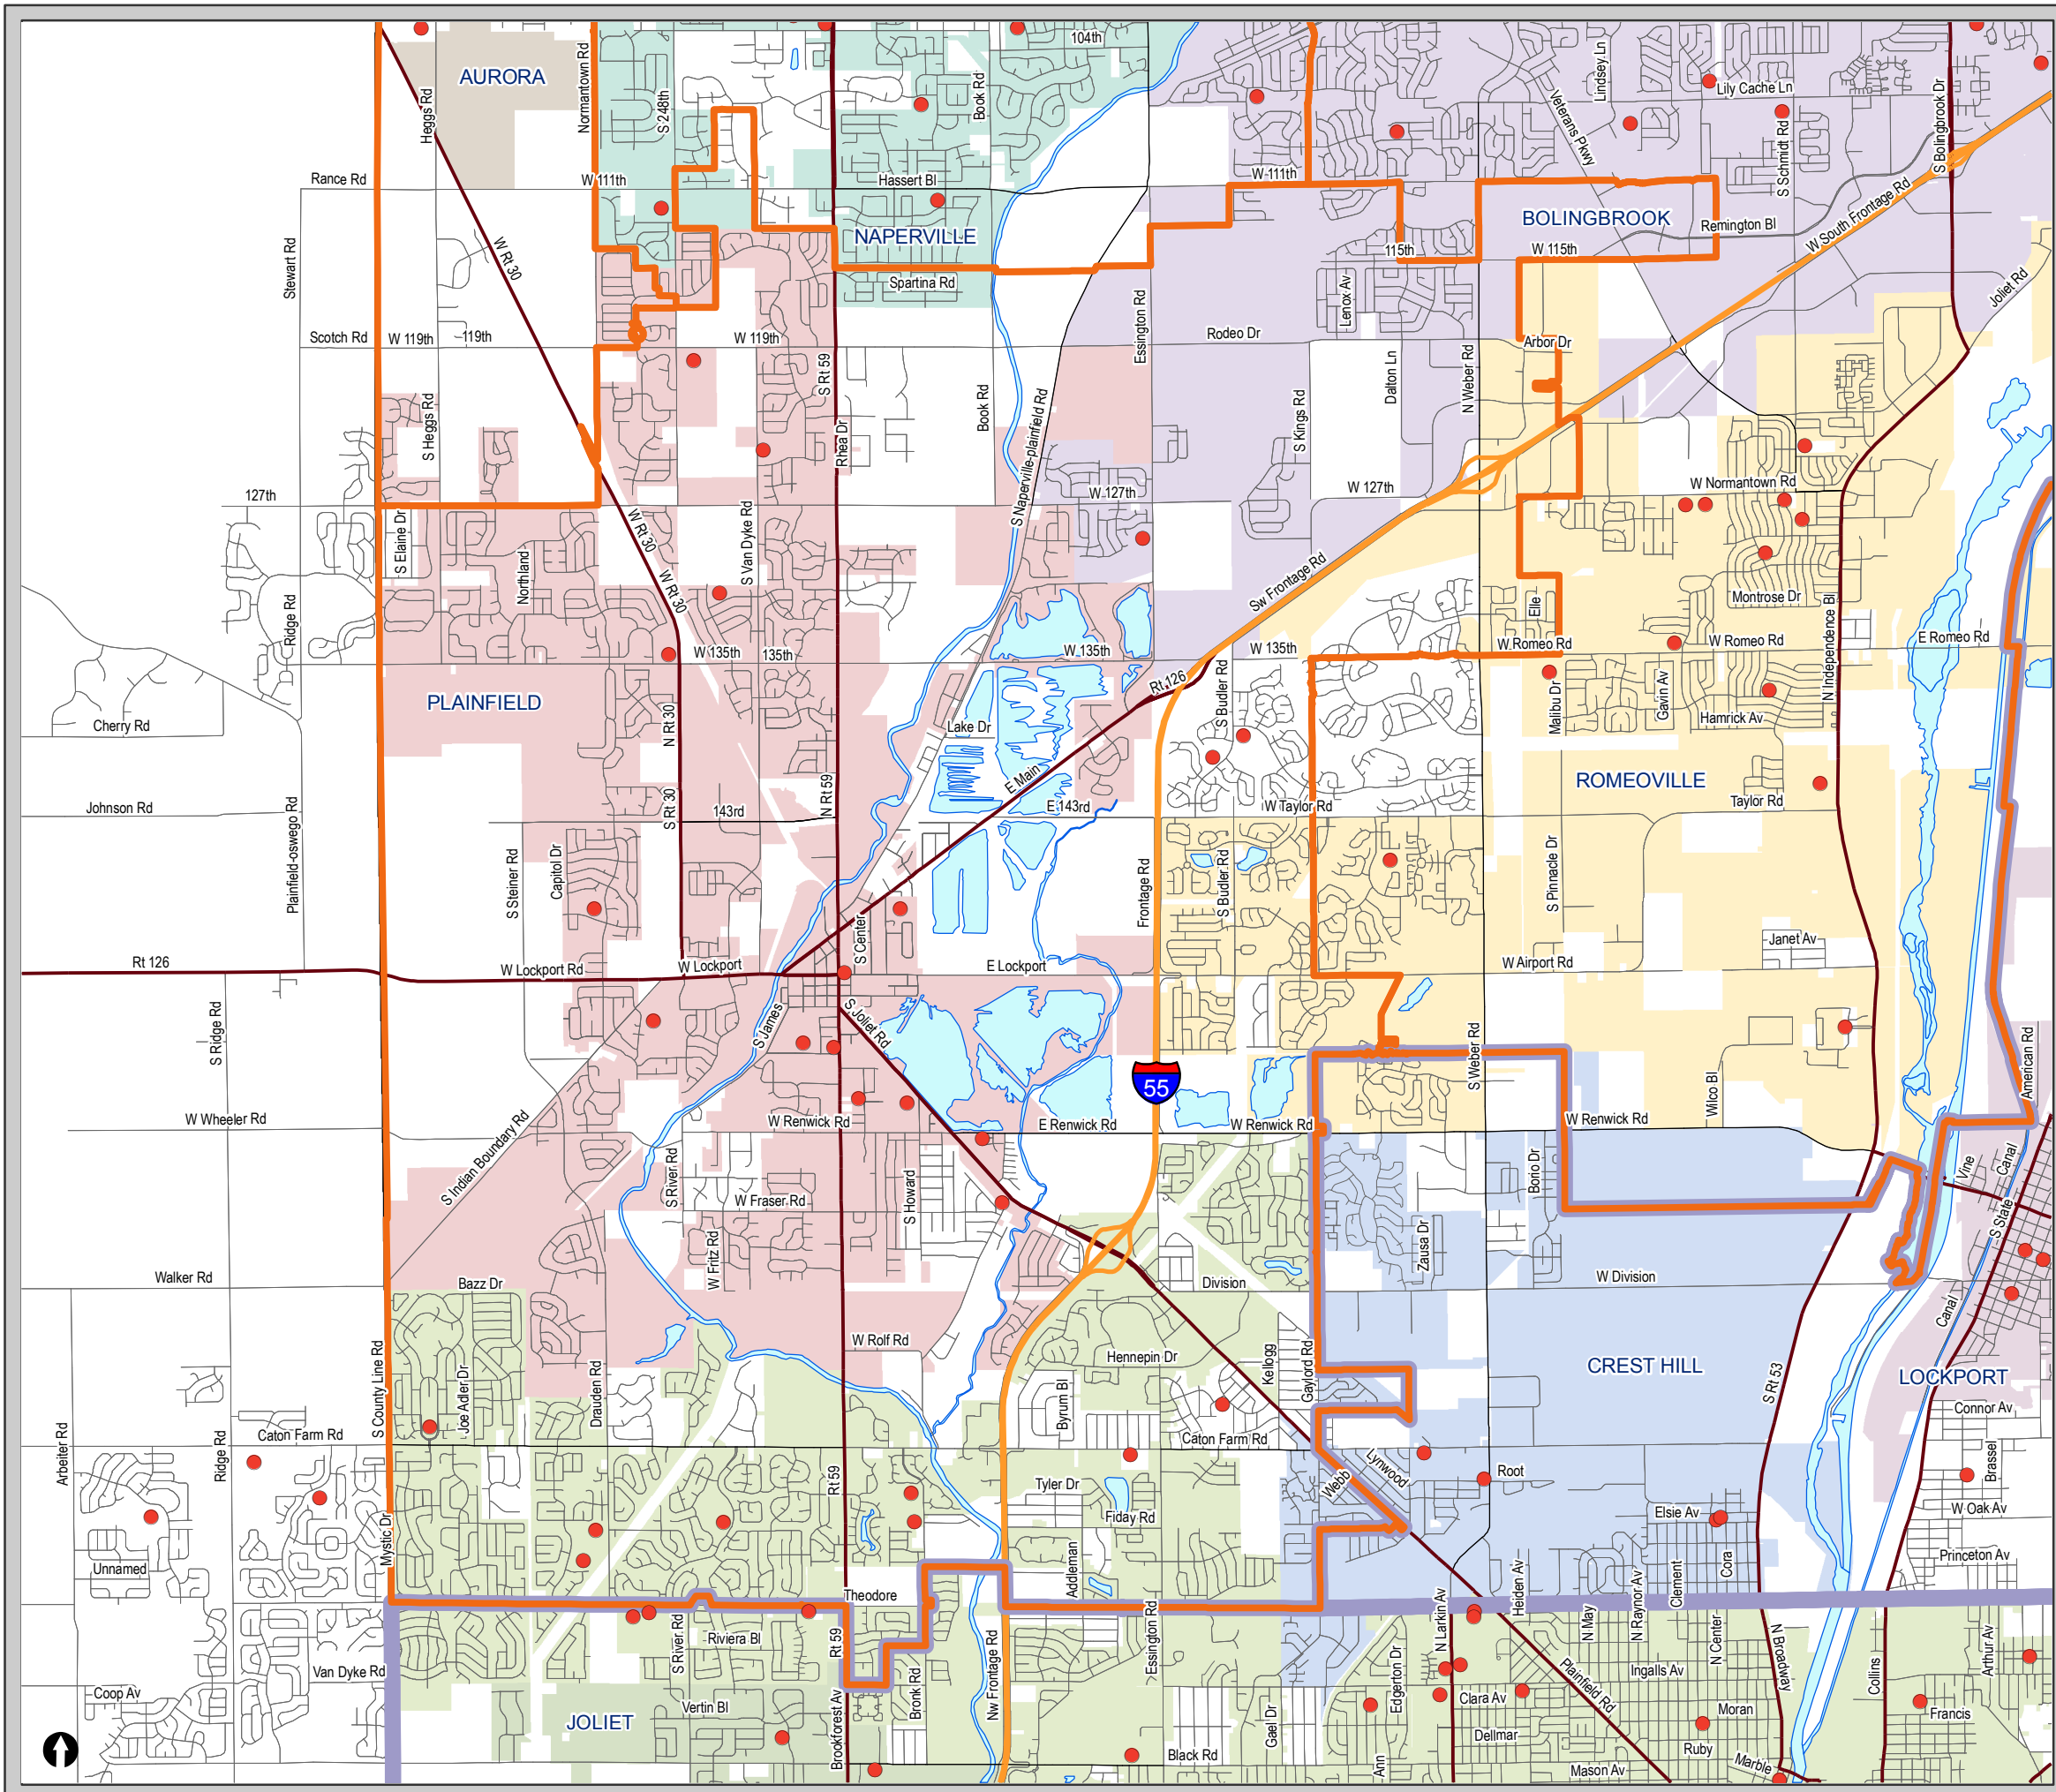 104th
AURORA
Heggs Rd
Normantown Rd
S 248th
Book Rd
Lindsey Ln
Lily Cache Ln
Veterans Pkwy
S Schmidt Rd
S Bolingbrook Dr
Rance Rd
W 111th
Hassert Bl
W 111th
NAPERVILLE
BOLINGBROOK
Remington Bl
W South Frontage Rd
Stewart Rd
W Rt 30
115th
W 115th
Spartina Rd
Lenox Av
Joliet Rd
Essington Rd
Scotch Rd
W 119th
119th
W 119th
Rodeo Dr
Arbor Dr
S Rt 59
S Heggs Rd
Rhea Dr
Book Rd
S Naperville-plainfield Rd
S Kings Rd
Dalton Ln
N Weber Rd
127th
W 127th
W 127th
W Normantown Rd
S Elaine Dr
Northland
W Rt 30
S Van Dyke Rd
W Rt 30
Sw Frontage Rd
Elle
Montrose Dr
N Independence Bl
Ridge Rd
W 135th
135th
W 135th
W 135th
W Romeo Rd
W Romeo Rd
E Romeo Rd
PLAINFIELD
Rt 126
S Budler Rd
Malibu Dr
Gavin Av
Hamrick Av
Cherry Rd
N Rt 30
Lake Dr
E Main
ROMEOVILLE
Johnson Rd
Plainfield-oswego Rd
S Rt 30
143rd
N Rt 59
E 143rd
W Taylor Rd
Taylor Rd
S Steiner Rd
Capitol Dr
Frontage Rd
S Budler Rd
S Pinnacle Dr
S Center
Janet Av
Rt 126
W Lockport Rd
W Lockport
E Lockport
W Airport Rd
S Ridge Rd
S James
S Joliet Rd
S Weber Rd
American Rd
55
Wilco Bl
W Wheeler Rd
S Indian Boundary Rd
W Renwick Rd
E Renwick Rd
W Renwick Rd
W Renwick Rd
S River Rd
W Fraser Rd
S Howard
Borio Dr
Vine
Canal
S State
W Fritz Rd
Zausa Dr
Walker Rd
Bazz Dr
Division
W Division
Canal
S County Line Rd
W Rolf Rd
Hennepin Dr
Kellogg
Gaylord Rd
CREST HILL
S Rt 53
LOCKPORT
Joe Adler Dr
Drauden Rd
Byrum Bl
Connor Av
Arbeiter Rd
Ridge Rd
Caton Farm Rd
Caton Farm Rd
Rt 59
Tyler Dr
Webb
Lynwood
Root
Brassel
Fiday Rd
Elsie Av
W Oak Av
Mystic Dr
Unnamed
Addleman
Cora
Clement
Princeton Av
Theodore
Essington Rd
N Larkin Av
Heiden Av
N May
N Raynor Av
N Center
N Broadway
Rt 59
S River Rd
Riviera Bl
Van Dyke Rd
Nw Frontage Rd
Bronk Rd
Edgerton Dr
Plainfield Rd
Ingalls Av
Collins
Arthur Av
Coop Av
Vertin Bl
JOLIET
Brookforest Av
Gael Dr
Clara Av
Moran
Francis
Dellmar
Black Rd
Ann
Ruby
Marble
Mason Av